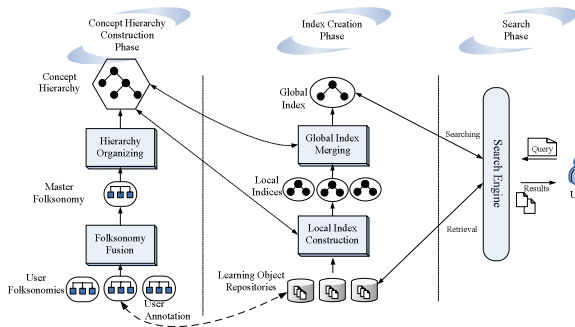 Concept Hierarchy
Construction
Phase
Index Creation
Phase
Search
Phase
Concept
Hierarchy
Global
Index
Hierarchy
Organizing
Global Index
Merging
Searching
Query
Search Engine
Results
U
Master
Folksonomy
Local
Indices
Folksonomy
Fusion
Local Index
Construction
Retrieval
User
Folksonomies
User
Annotation
Learning Object
Repositories